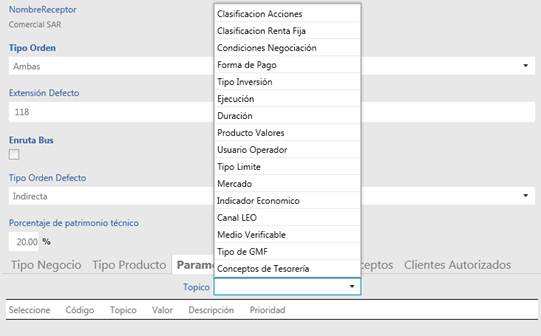 NombreReceptor
Comercial SAR
Tipo Orden
Ambas
Extensión Defecto
118
Enruta Bus
Tipo Orden Defecto
Indirecta
Porcentaje de patrimonio técnico
20.00 %
Clasificacion Acciones
Clasificacion Renta Fija
Condiciones Negociación
Forma de Pago
Tipo Inversión
Ejecución
Duración
Producto Valores
Usuario Operador
Tipo Limite
Mercado
Indicador Economico
Canal LEO
Medio Verificable
Tipo de GMF
Conceptos de Tesorería
Tipo Negocio Tipo Producto Parame ceptos Clientes Autorizados
Topico
Seleccione Código Topico Valor Descripción Prioridad